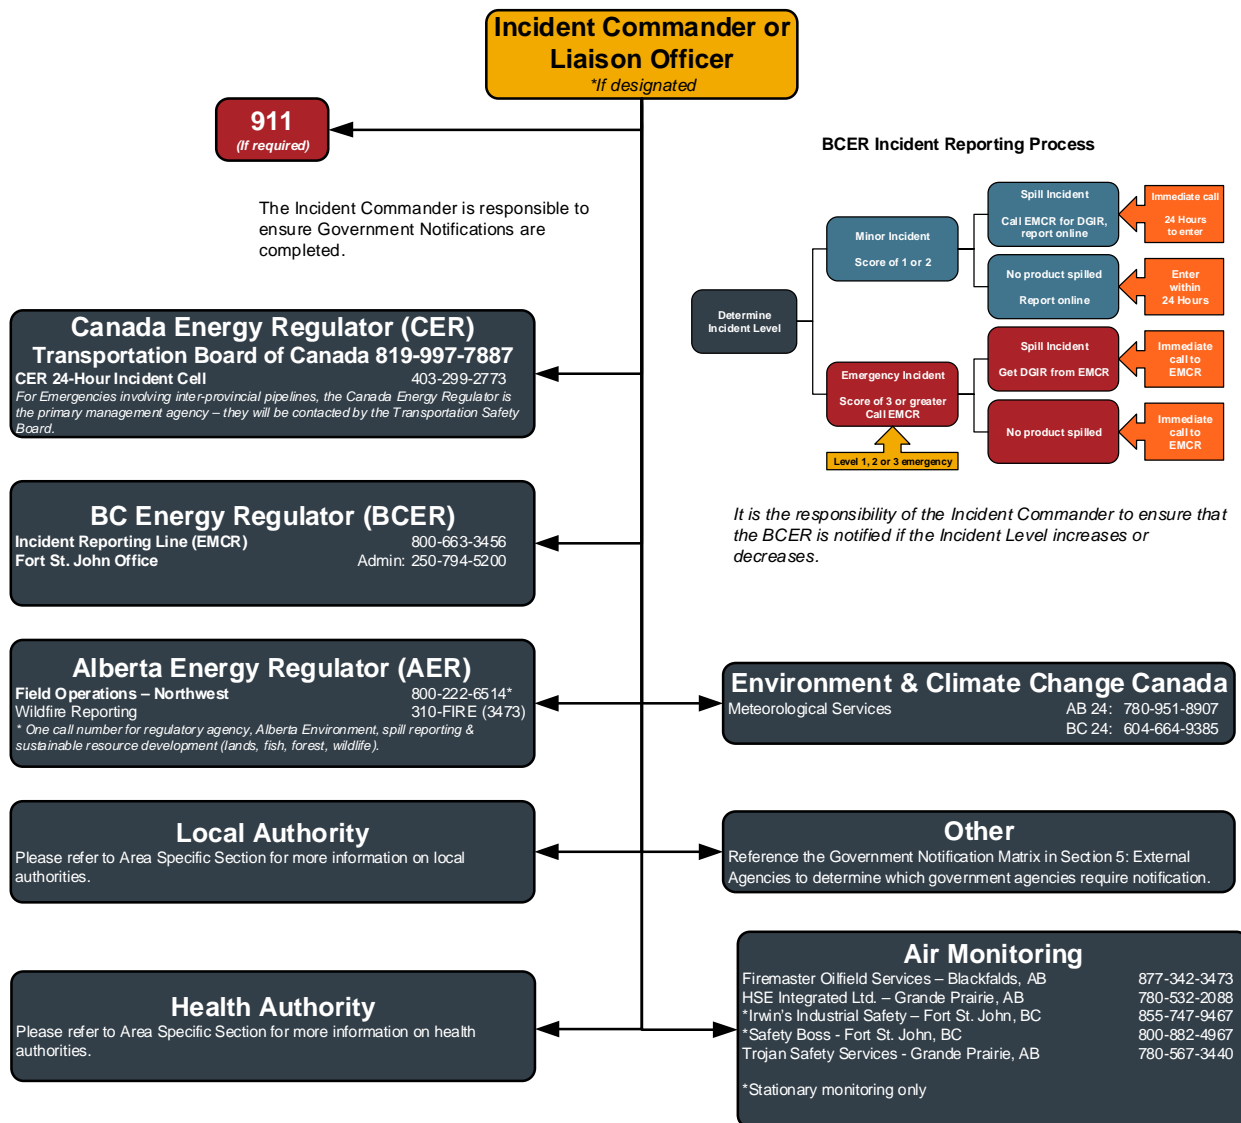 Incident Commander or
Liaison Officer
*If designated
911
(If required)
The Incident Commander is responsible to
ensure Government Notifications are
completed.
BCER Incident Reporting Process
Determine
Incident Level
Minor Incident
Score of 1 or 2
Spill Incident
Call EMCR for DGIR,
report online
Immediate call
24 Hours
to enter
No product spilled
Report online
Enter
within
24 Hours
Emergency Incident
Score of 3 or greater
Call EMCR
Level 1, 2 or 3 emergency
Spill Incident
Get DGIR from EMCR
Immediate
call to
EMCR
No product spilled
Immediate
call to
EMCR
It is the responsibility of the Incident Commander to ensure that
the BCER is notified if the Incident Level increases or
decreases.
Canada Energy Regulator (CER)
Transportation Board of Canada 819-997-7887
CER 24-Hour Incident Cell 403-299-2773
For Emergencies involving inter-provincial pipelines, the Canada Energy Regulator is
the primary management agency – they will be contacted by the Transportation Safety
Board.
BC Energy Regulator (BCER)
Incident Reporting Line (EMCR) 800-663-3456
Fort St. John Office Admin: 250-794-5200
Alberta Energy Regulator (AER)
Field Operations – Northwest 800-222-6514*
Wildfire Reporting 310-FIRE (3473)
* One call number for regulatory agency, Alberta Environment, spill reporting &
sustainable resource development (lands, fish, forest, wildlife).
Environment & Climate Change Canada
Meteorological Services AB 24: 780-951-8907
BC 24: 604-664-9385
Local Authority
Please refer to Area Specific Section for more information on local
authorities.
Other
Reference the Government Notification Matrix in Section 5: External
Agencies to determine which government agencies require notification.
Health Authority
Please refer to Area Specific Section for more information on health
authorities.
Air Monitoring
Firemaster Oilfield Services – Blackfalds, AB 877-342-3473
HSE Integrated Ltd. – Grande Prairie, AB 780-532-2088
*Irwin's Industrial Safety – Fort St. John, BC 855-747-9467
*Safety Boss - Fort St. John, BC 800-882-4967
Trojan Safety Services - Grande Prairie, AB 780-567-3440
*Stationary monitoring only